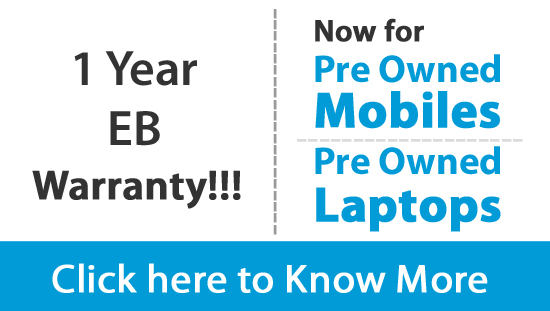 1 Year
EB
Warranty!!!
Now for
Pre Owned
Mobiles
Pre Owned
Laptops
Click here to Know More